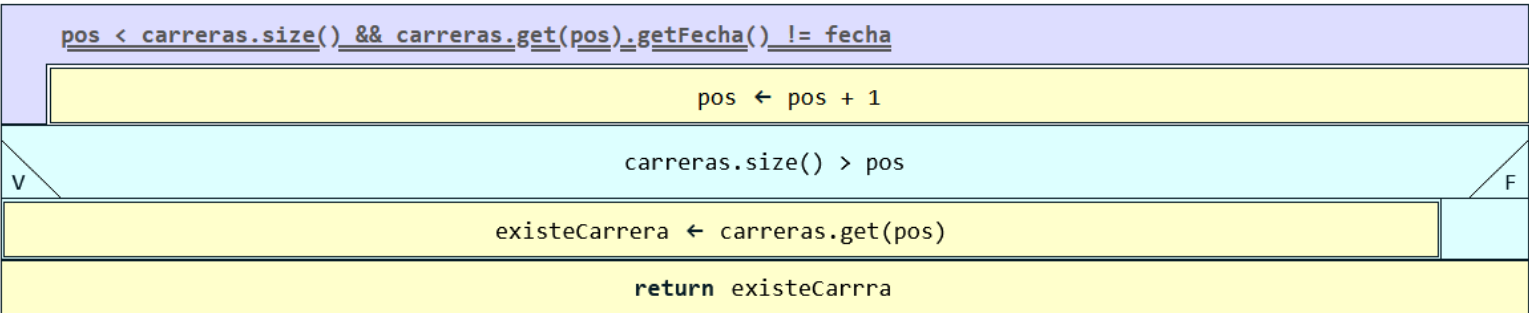 pos < carreras.size() && carreras.get(pos).getFecha() != fecha
pos ← pos + 1
carreras.size() > pos
V
F
existeCarrera ← carreras.get(pos)
return existeCarrra